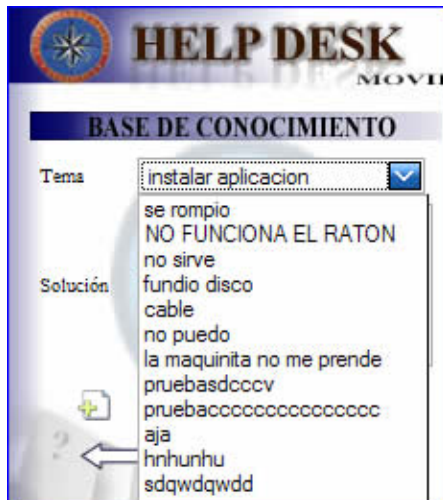 HELP DESK
MOVI
BASE DE CONOCIMIENTO
Tema
instalar aplicacion
se rompio
NO FUNCIONA EL RATON
no sirve
Solución
fundio disco
cable
no puedo
la maquinita no me prende
pruebasdcccv
pruebaccccccccccccccc
aja
?
hnhunhu
sdqwdqwdd